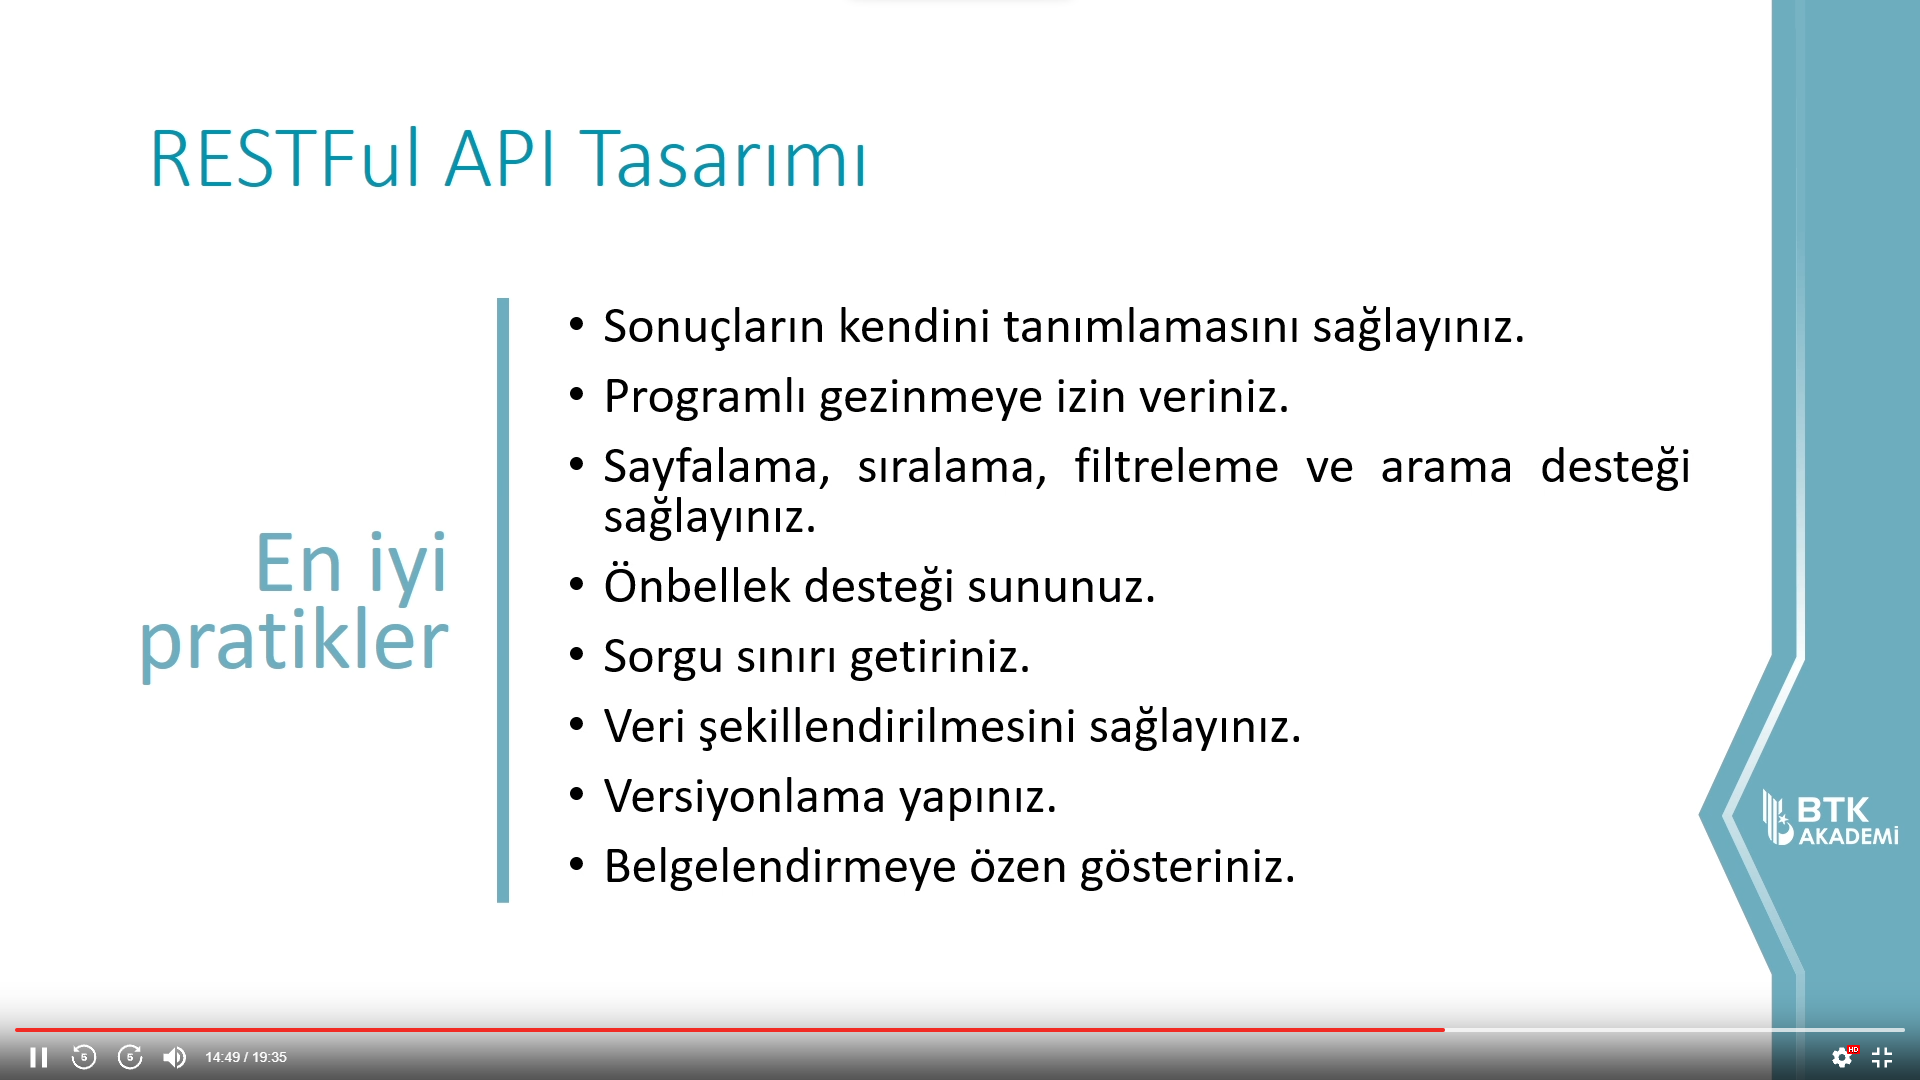 RESTFul API Tasarımı
En iyi
pratikler
• Sonuçların kendini tanımlamasını sağlayınız.
• Programlı gezinmeye izin veriniz.
• Sayfalama, sıralama, filtreleme ve arama desteği
sağlayınız.
• Önbellek desteği sununuz.
• Sorgu sınırı getiriniz.
• Veri şekillendirilmesini sağlayınız.
• Versiyonlama yapınız.
• Belgelendirmeye özen gösteriniz.
BTK
AKADEMİ
5
5
14:49 / 19:35
HD